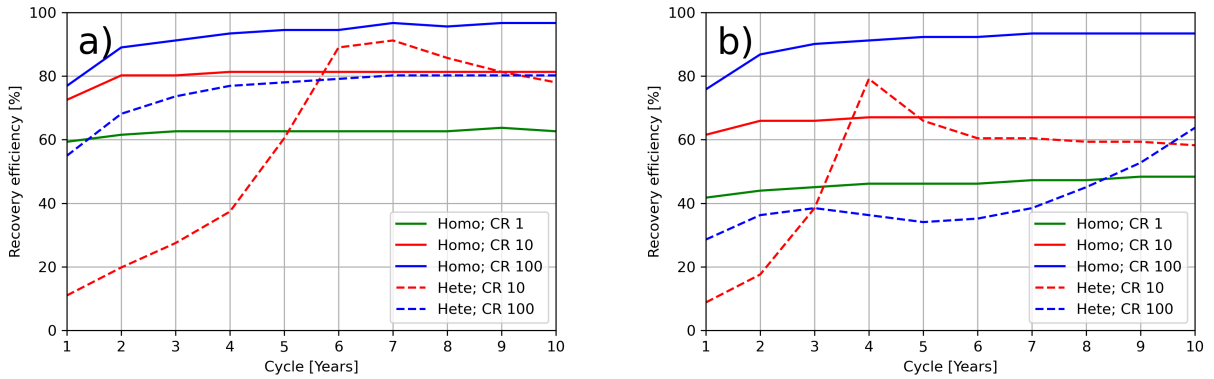 a)
100
80
60
40
20
0
Recovery efficiency [%]
Homo; CR 1
Homo; CR 10
Homo; CR 100
Hete; CR 10
Hete; CR 100
1 2 3 4 5 6 7 8 9 10
Cycle [Years]
b)
100
80
60
40
20
0
Recovery efficiency [%]
Homo; CR 1
Homo; CR 10
Homo; CR 100
Hete; CR 10
Hete; CR 100
1 2 3 4 5 6 7 8 9 10
Cycle [Years]